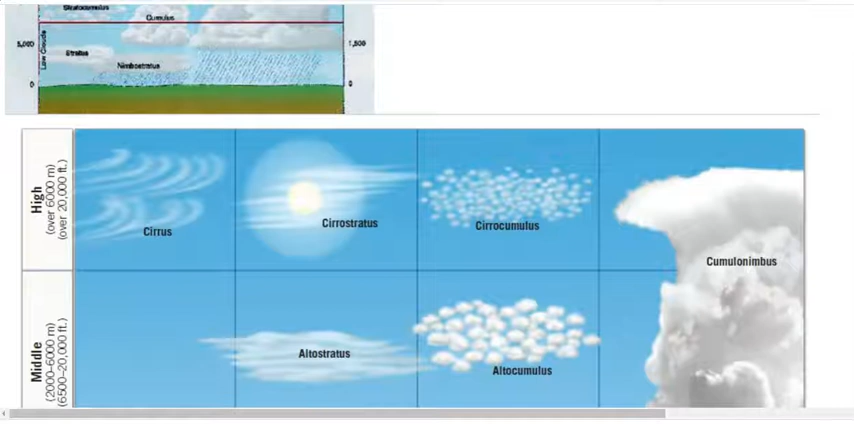 Stratocumulus
Cumulus
5,000
1,500
Low Clouds
Stratus
Nimbostratus
0
0
High
(over 6000 m)
(over 20,000 ft.)
Cirrus
Cirrostratus
Cirrocumulus
Cumulonimbus
Middle
(2000–6000 m)
(6500–20,000 ft.)
Altostratus
Altocumulus